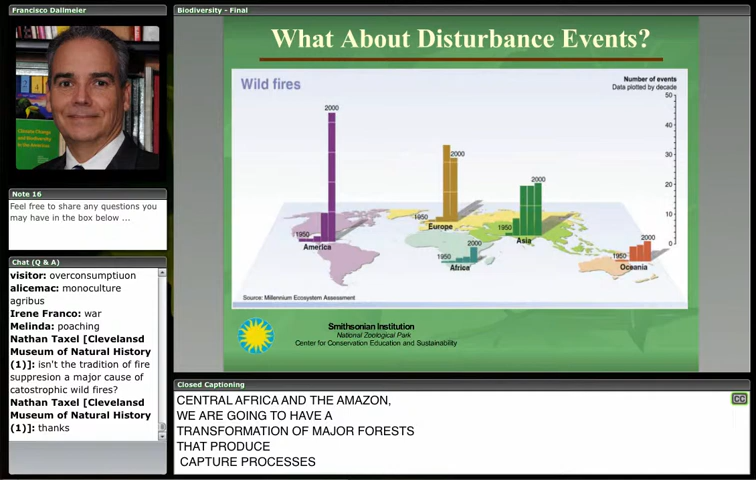 Francisco Dallmeier
Note 16
Feel free to share any questions you
may have in the box below ...
Chat (Q & A)
visitor: overconsumptiuon
alicemac: monoculture
agribus
Irene Franco: war
Melinda: poaching
Nathan Taxel [Clevelansd
Museum of Natural History
(1)]: isn't the tradition of fire
suppresion a major cause of
catostrophic wild fires?
Nathan Taxel [Clevelansd
Museum of Natural History
(1)]: thanks
Biodiversity - Final
What About Disturbance Events?
Wild fires
Number of events
Data plotted by decade
50
40
30
20
10
0
2000
1950
America
2000
1950
Europe
2000
1950
Asia
2000
1950
Africa
2000
1950
Oceania
Source: Millennium Ecosystem Assessment
Smithsonian Institution
National Zoological Park
Center for Conservation Education and Sustainability
Closed Captioning
CC
CENTRAL AFRICA AND THE AMAZON,
WE ARE GOING TO HAVE A
TRANSFORMATION OF MAJOR FORESTS
THAT PRODUCE
CAPTURE PROCESSES